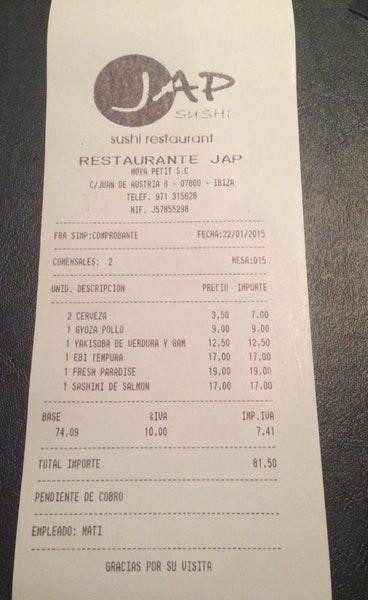 JAP
SUSHI
sushi restaurant
RESTAURANTE JAP
MOYA PETIT S.C
C/JUAN DE AUSTRIA 8 - 07800 - IBIZA
TELEF. 971 315626
NIF. J57855298
FRA SIMP:COMPROBANTE FECHA:22/01/2015
COMENSALES: 2 MESA:015
UNID. DESCRIPCION PRECIO IMPORTE
2 CERVEZA 3,50 7.00
1 GYOZA POLLO 9.00 9.00
1 YAKISOBA DE VERDURA Y GAM 12,50 12.50
1 EBI TEMPURA 17.00 17.00
1 FRESH PARADISE 19.00 19.00
1 SASHIMI DE SALMON 17,00 17.00
BASE %IVA IMP.IVA
74.09 10,00 7.41
TOTAL IMPORTE 81.50
PENDIENTE DE COBRO
EMPLEADO: MATI
GRACIAS POR SU VISITA